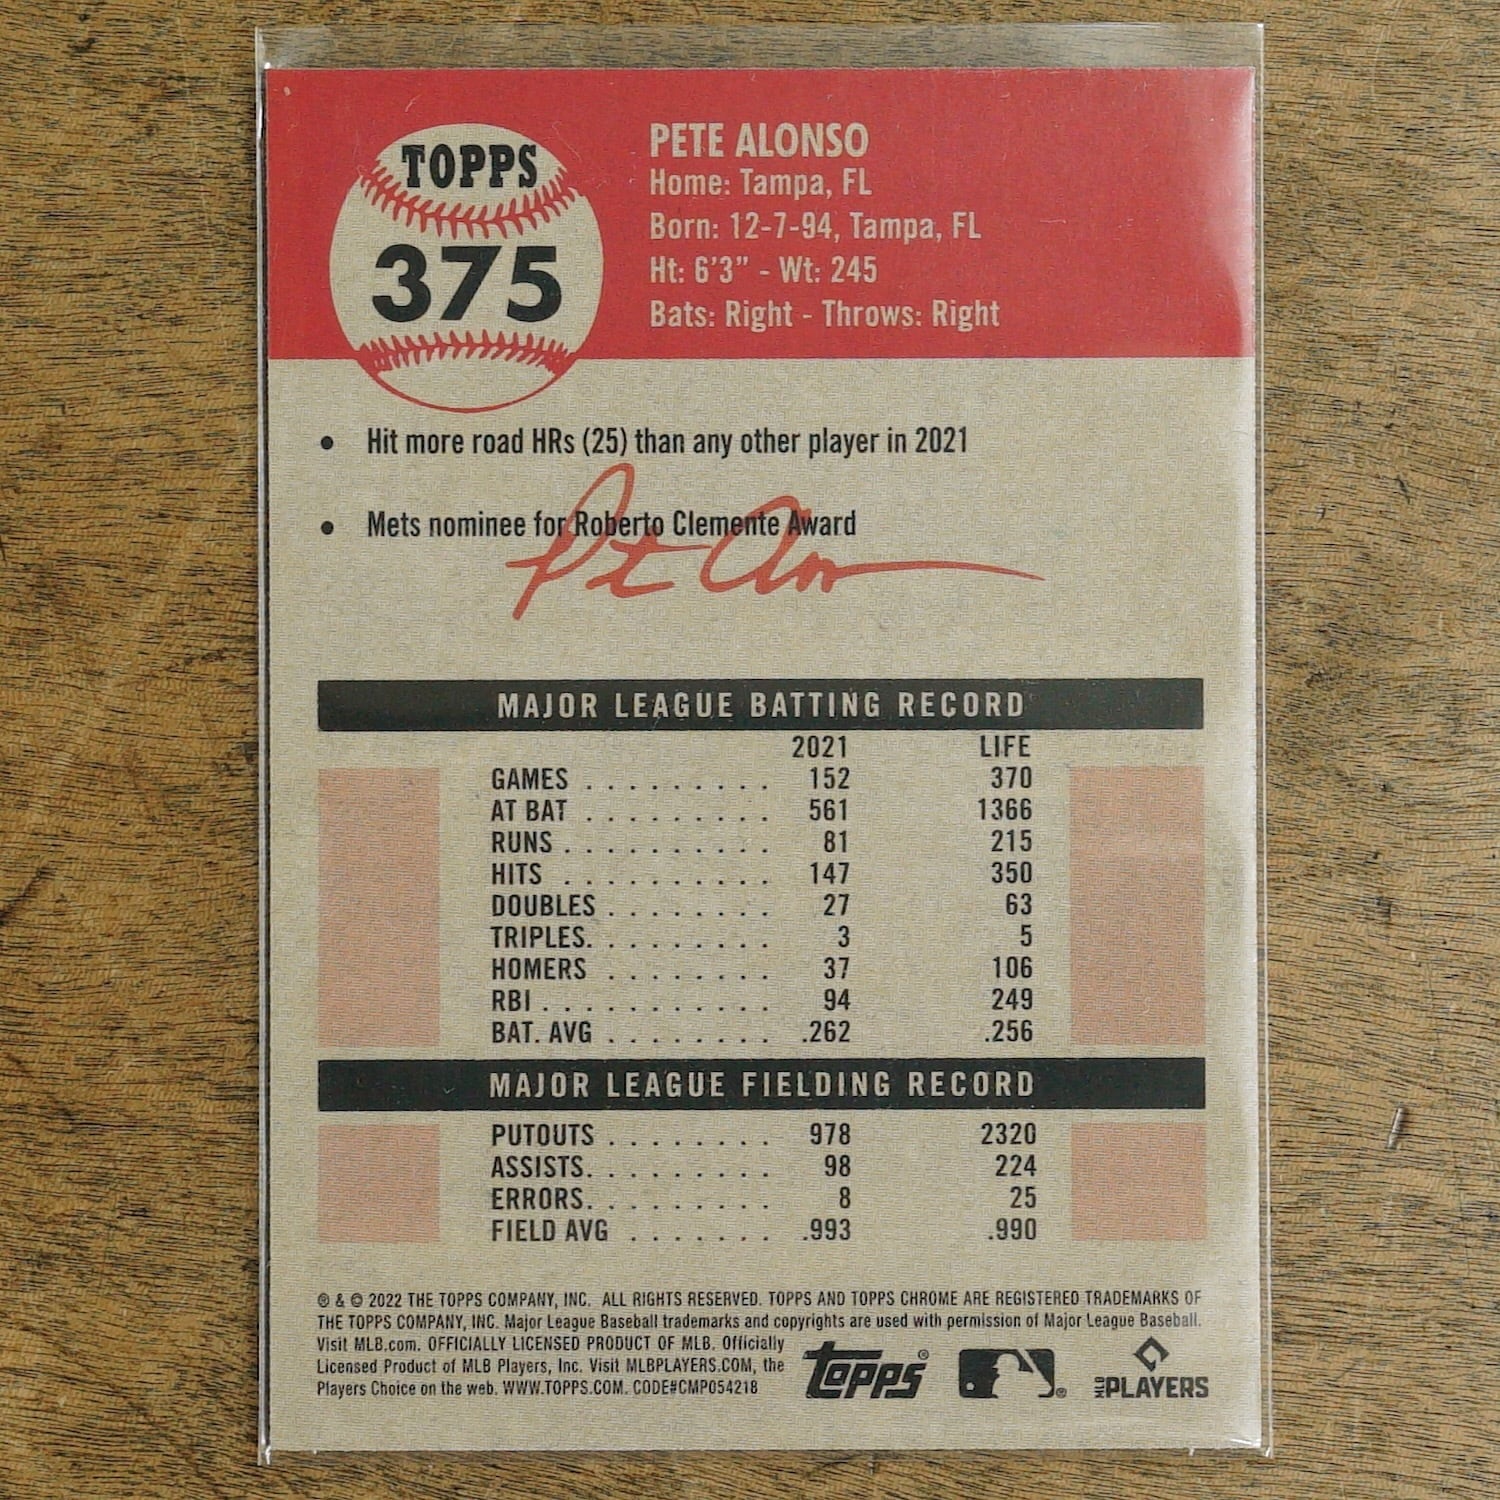 TOPPS
375
PETE ALONSO
Home: Tampa, FL
Born: 12-7-94, Tampa, FL
Ht: 6'3" - Wt: 245
Bats: Right - Throws: Right
• Hit more road HRs (25) than any other player in 2021
• Mets nominee for Roberto Clemente Award
MAJOR LEAGUE BATTING RECORD
2021 LIFE
GAMES . . . . . . . . . 152 370
AT BAT . . . . . . . . . 561 1366
RUNS . . . . . . . . . . 81 215
HITS . . . . . . . . . . 147 350
DOUBLES . . . . . . . . 27 63
TRIPLES. . . . . . . . . 3 5
HOMERS . . . . . . . . 37 106
RBI . . . . . . . . . . . 94 249
BAT. AVG . . . . . . . . .262 .256
MAJOR LEAGUE FIELDING RECORD
PUTOUTS . . . . . . . . 978 2320
ASSISTS. . . . . . . . . 98 224
ERRORS. . . . . . . . . 8 25
FIELD AVG . . . . . . . .993 .990
® & © 2022 THE TOPPS COMPANY, INC. ALL RIGHTS RESERVED. TOPPS AND TOPPS CHROME ARE REGISTERED TRADEMARKS OF
THE TOPPS COMPANY, INC. Major League Baseball trademarks and copyrights are used with permission of Major League Baseball.
Visit MLB.com. OFFICIALLY LICENSED PRODUCT OF MLB. Officially
Licensed Product of MLB Players, Inc. Visit MLBPLAYERS.COM, the
Players Choice on the web. WWW.TOPPS.COM. CODE#CMP054218
topps®
®
MLB PLAYERS